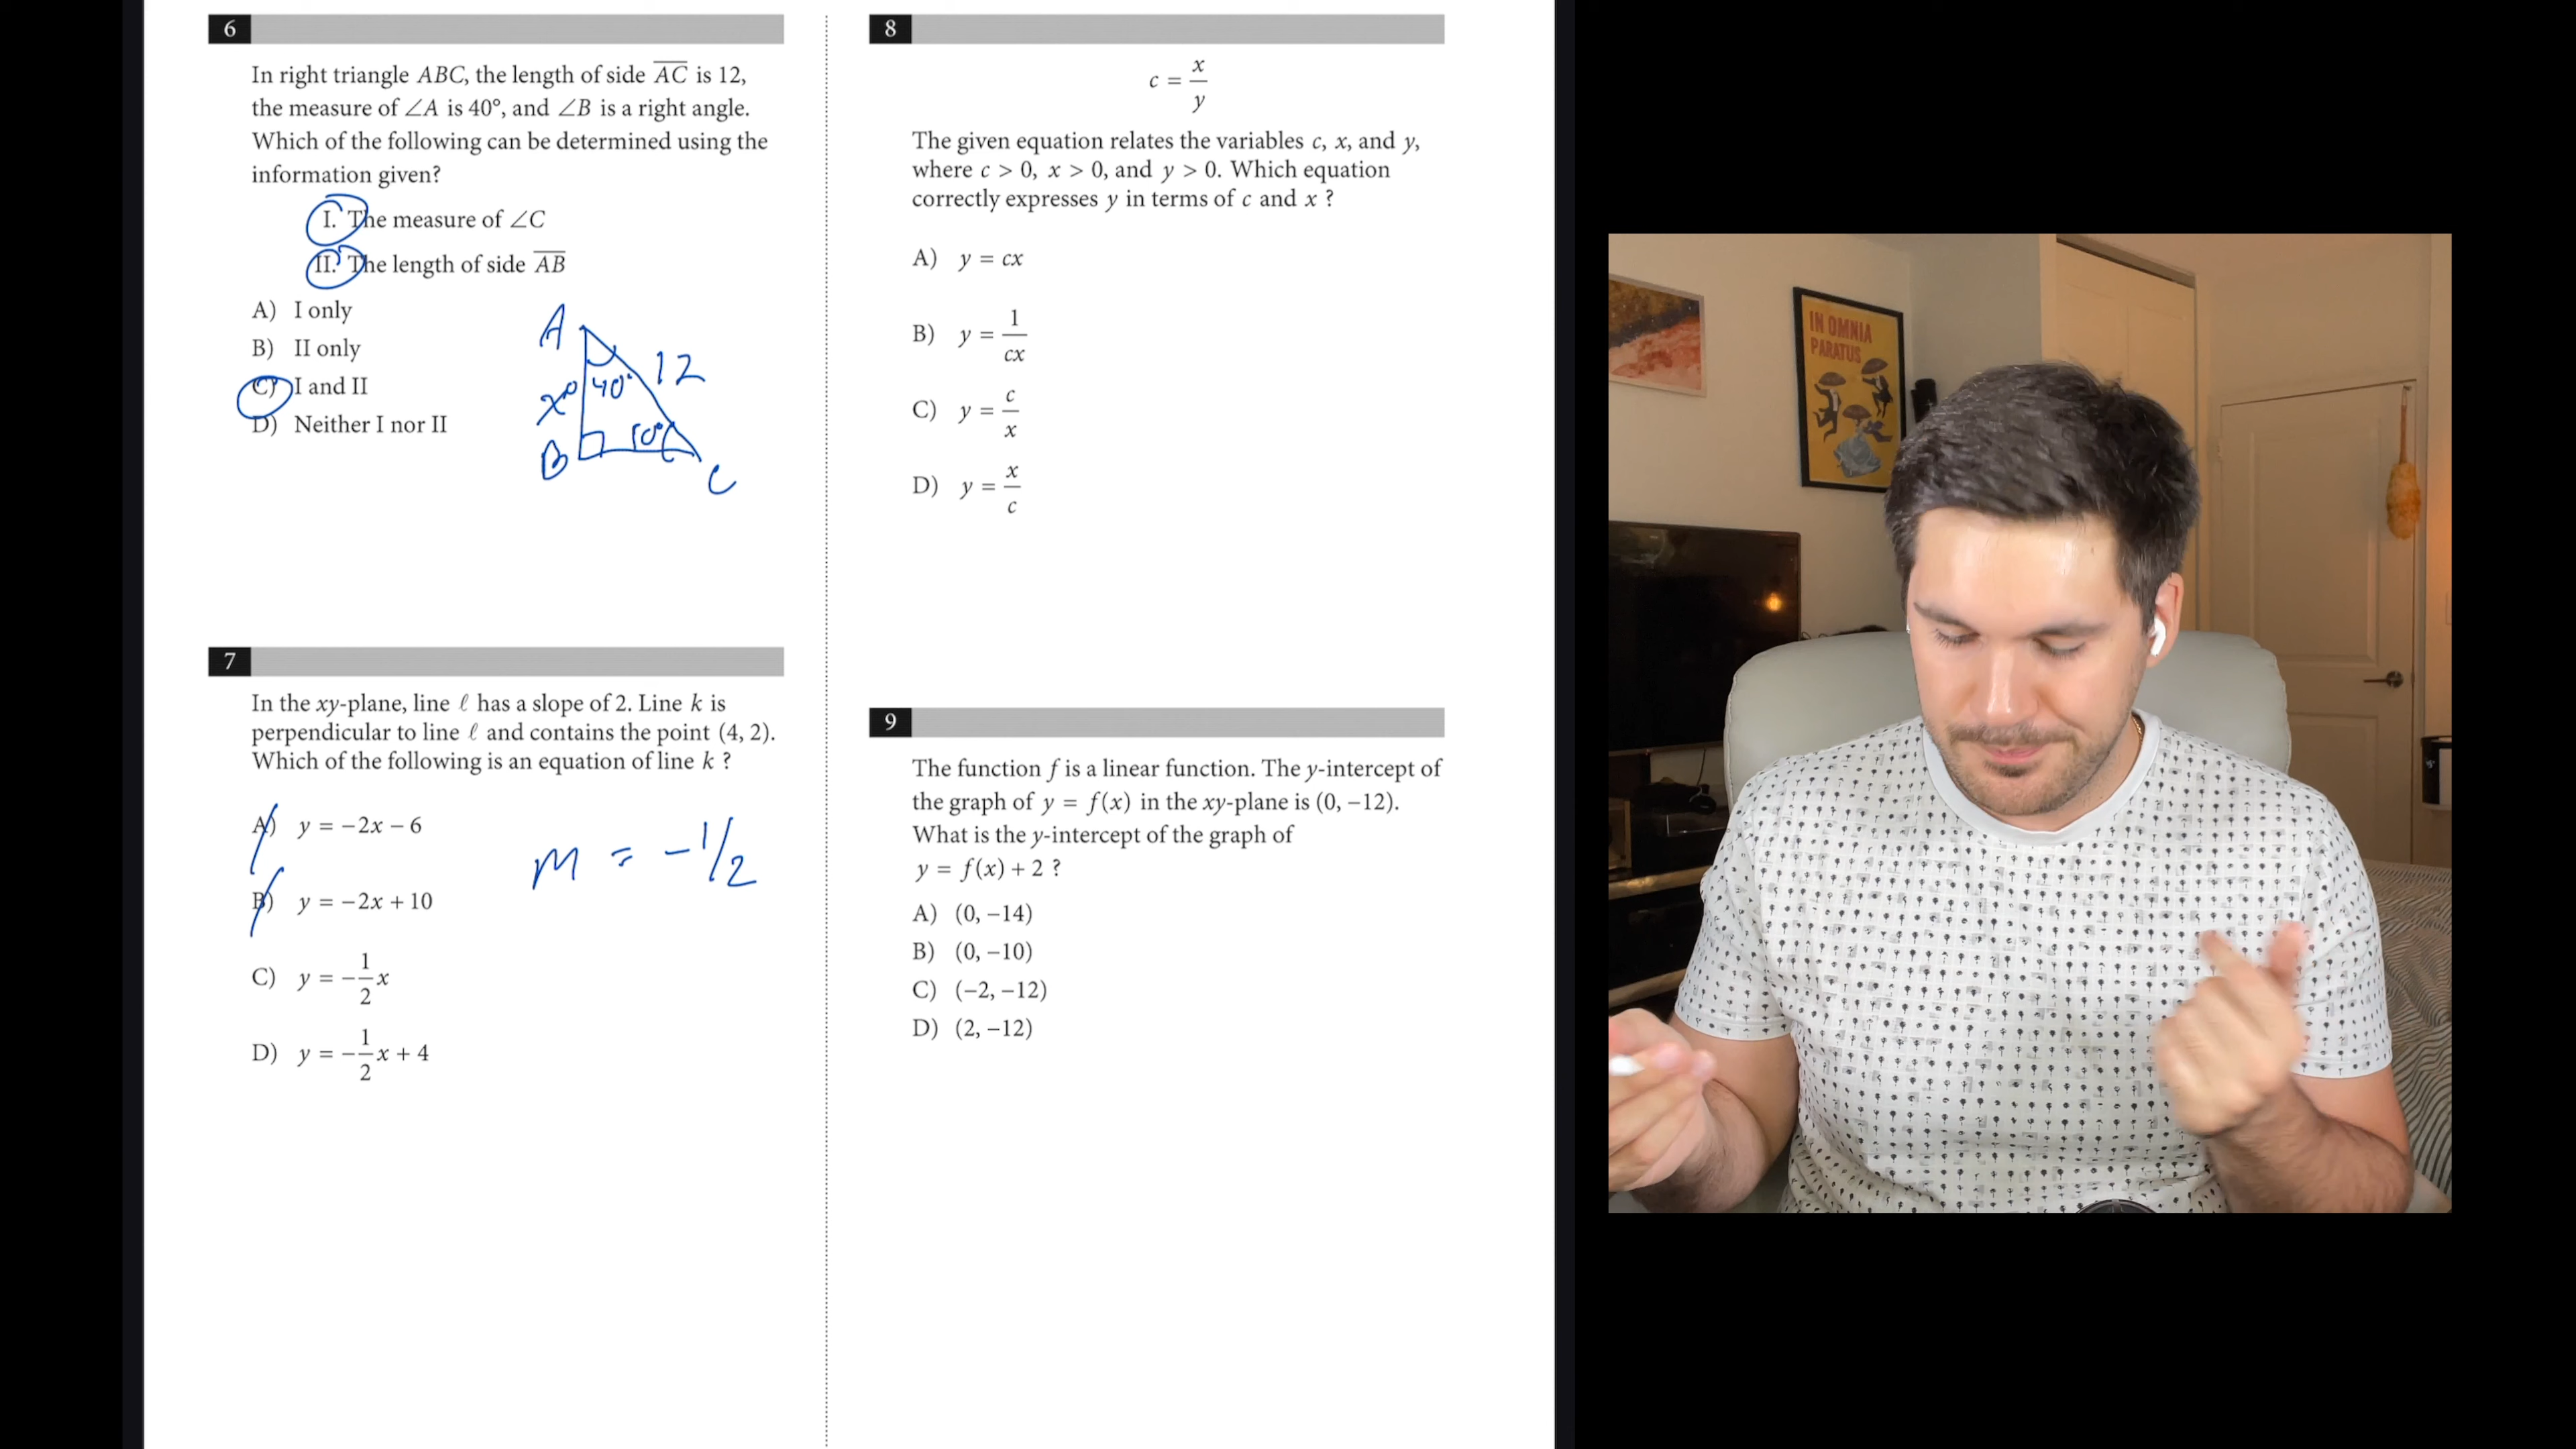 6
In right triangle ABC, the length of side AC is 12,
the measure of ∠A is 40°, and ∠B is a right angle.
Which of the following can be determined using the
information given?
I. The measure of ∠C
II. The length of side AB
A) I only
B) II only
C) I and II
D) Neither I nor II
A
12
40°
x
B
50°
C
7
In the xy-plane, line ℓ has a slope of 2. Line k is
perpendicular to line ℓ and contains the point (4, 2).
Which of the following is an equation of line k ?
A) y = −2x − 6
B) y = −2x + 10
C) y = −1/2 x
D) y = −1/2 x + 4
m = −1/2
8
c = x/y
The given equation relates the variables c, x, and y,
where c > 0, x > 0, and y > 0. Which equation
correctly expresses y in terms of c and x ?
A) y = cx
B) y = 1/cx
C) y = c/x
D) y = x/c
9
The function f is a linear function. The y-intercept of
the graph of y = f(x) in the xy-plane is (0, −12).
What is the y-intercept of the graph of
y = f(x) + 2 ?
A) (0, −14)
B) (0, −10)
C) (−2, −12)
D) (2, −12)
IN OMNIA
PARATUS